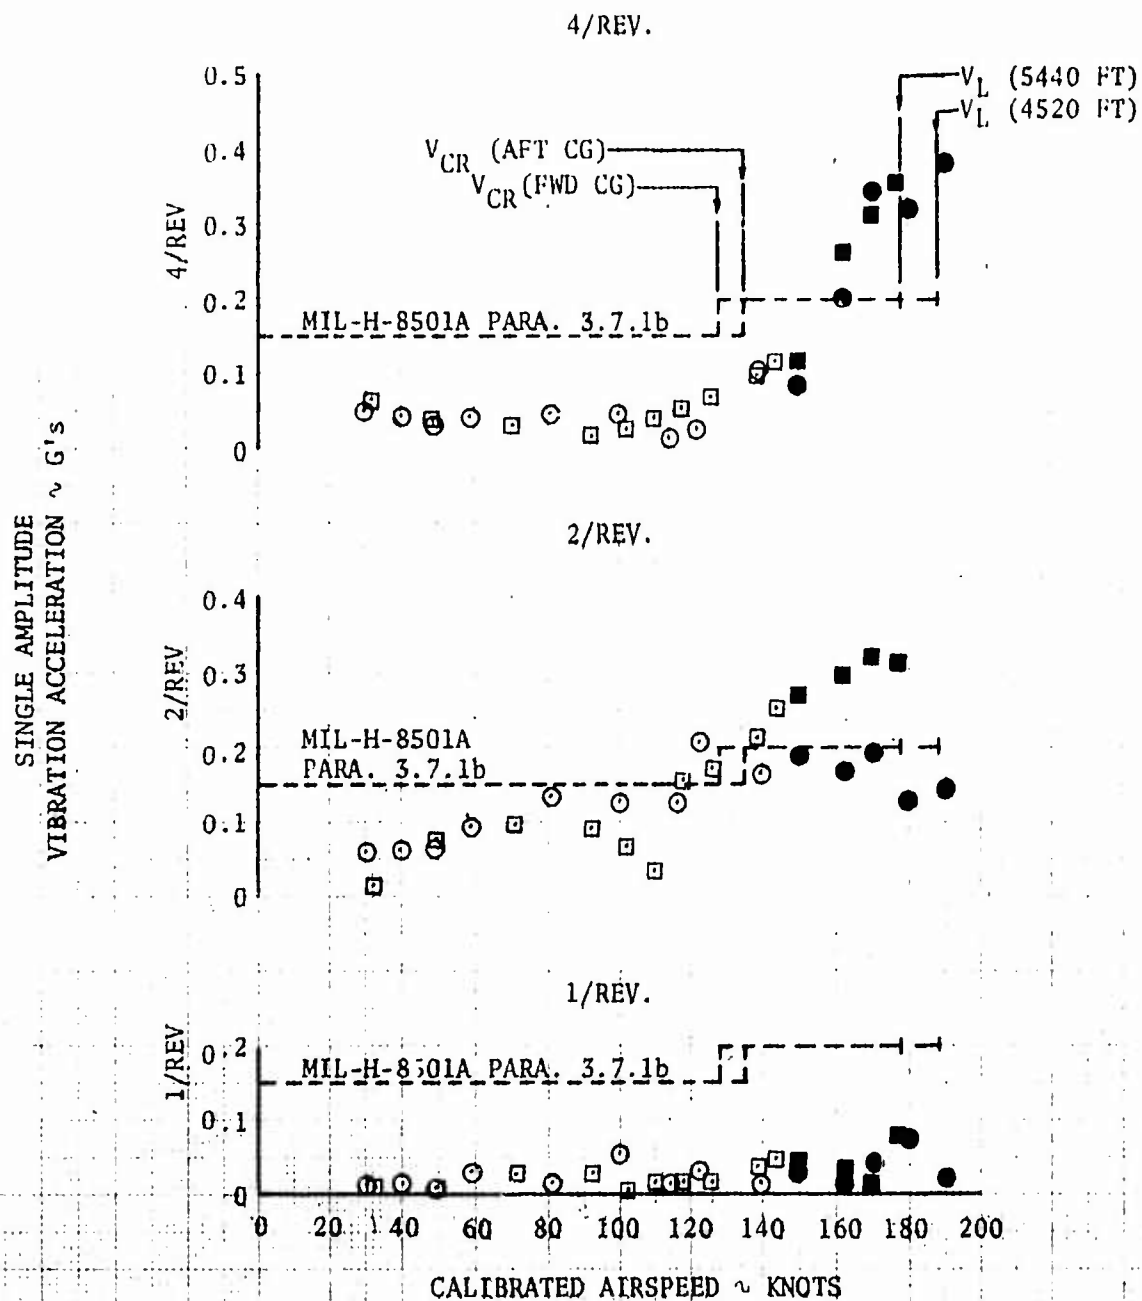 4/REV.
0.5
0.4
0.3
0.2
0.1
0
4/REV
V_L (5440 FT)
V_L (4520 FT)
V_CR (AFT CG)
V_CR (FWD CG)
MIL-H-8501A PARA. 3.7.1b
SINGLE AMPLITUDE
VIBRATION ACCELERATION ~ G's
2/REV.
0.4
0.3
0.2
0.1
0
2/REV
MIL-H-8501A
PARA. 3.7.1b
1/REV.
0.2
0.1
0
1/REV
MIL-H-8501A PARA. 3.7.1b
0 20 40 60 80 100 120 140 160 180 200
CALIBRATED AIRSPEED ~ KNOTS